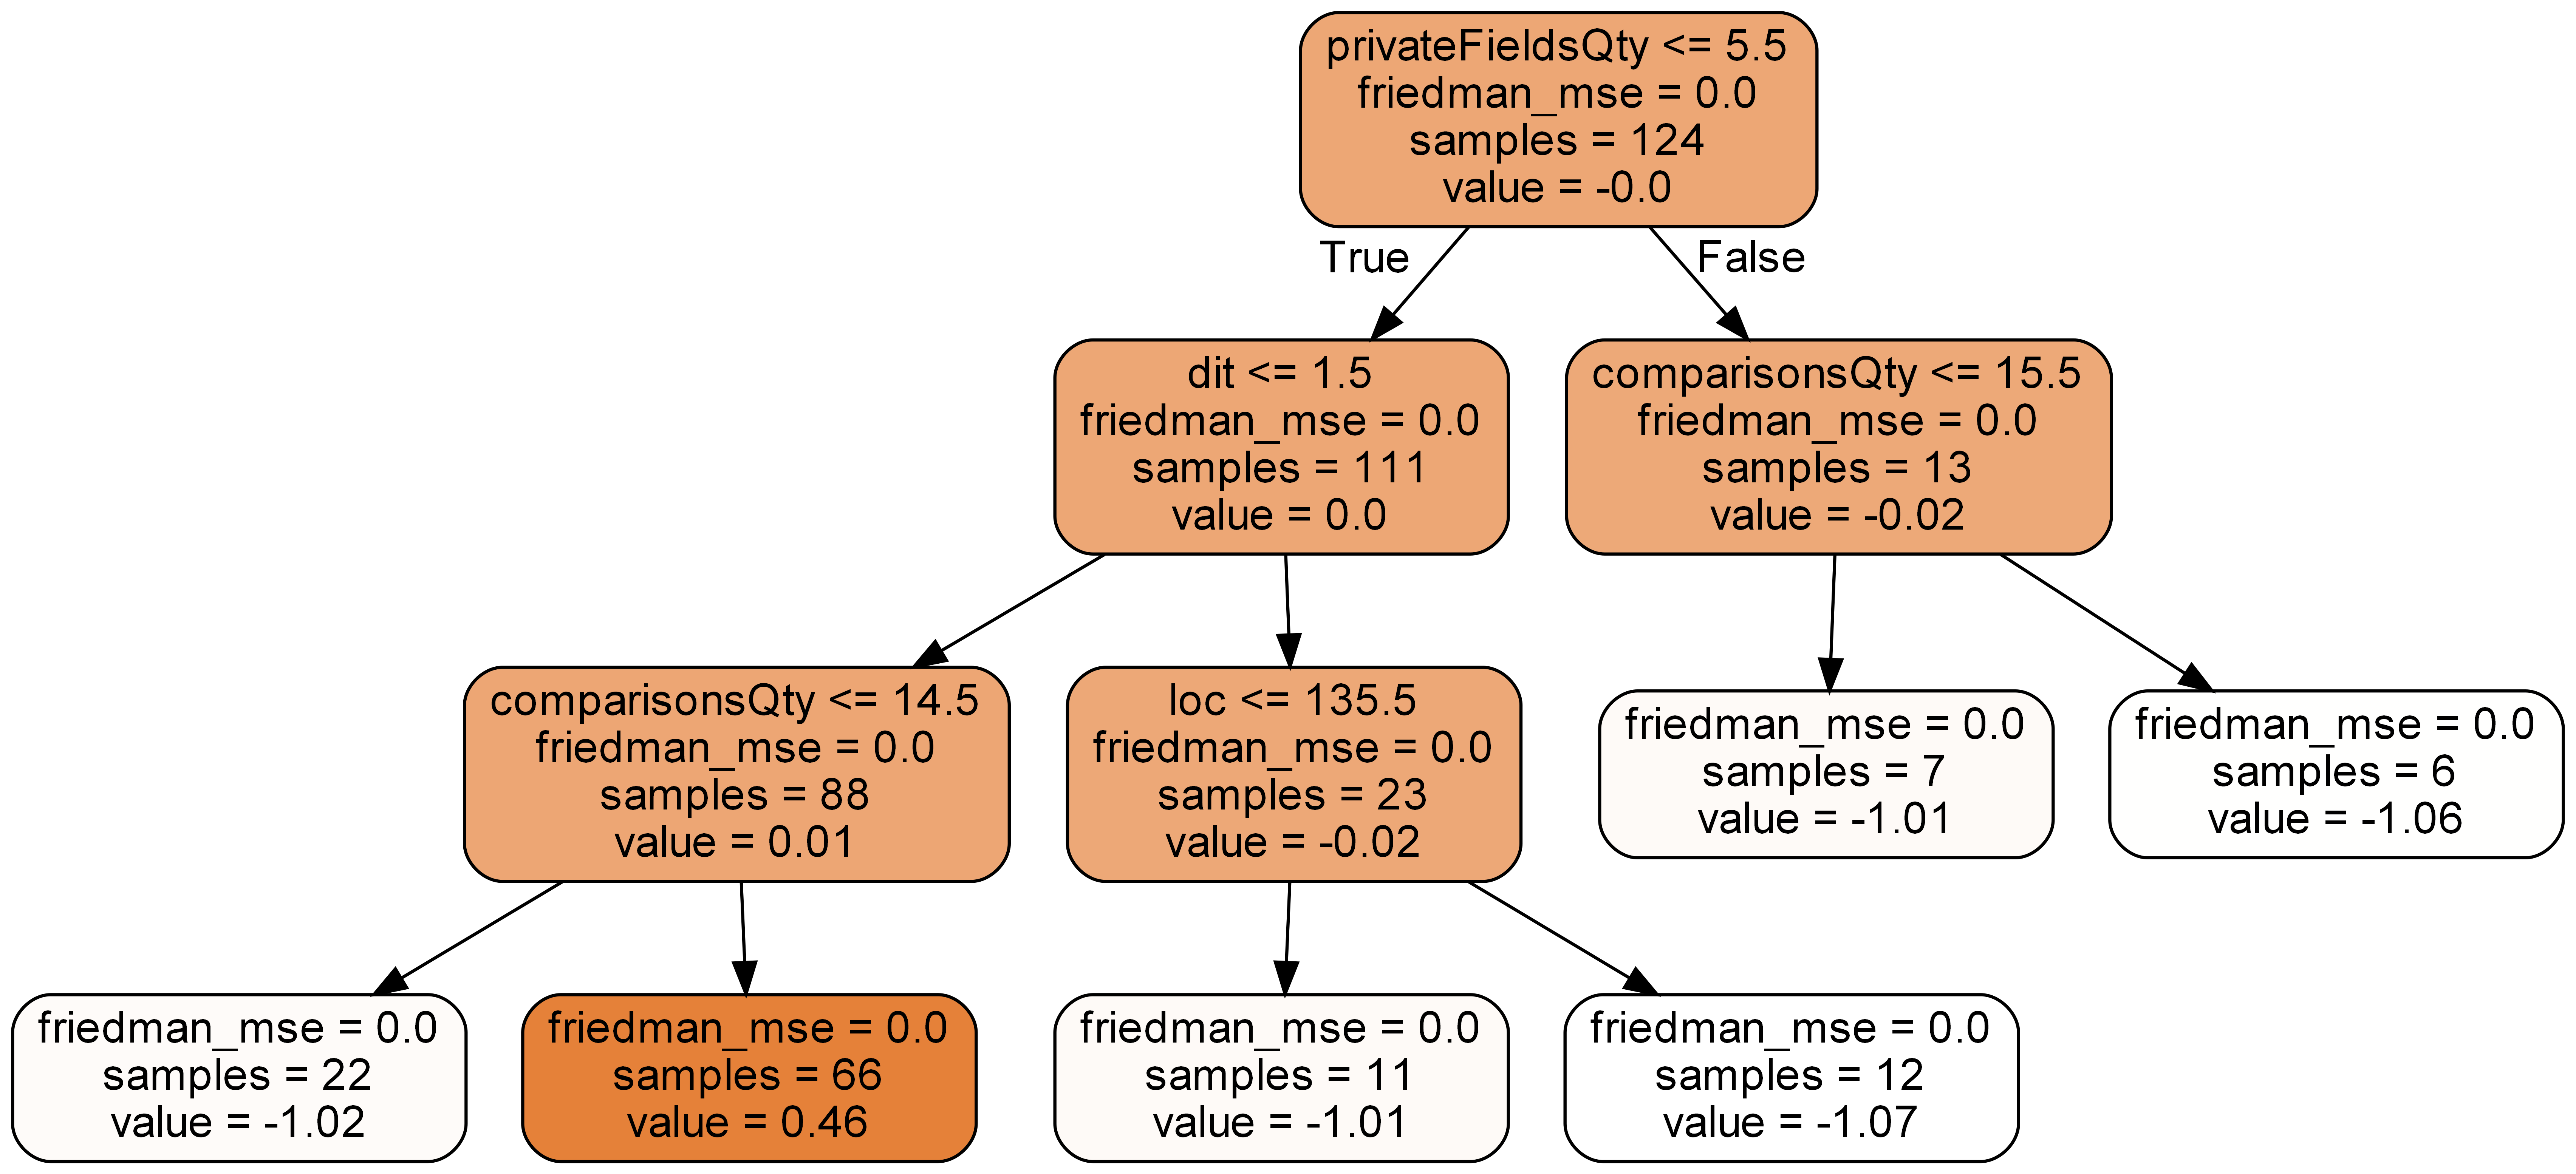 privateFieldsQty <= 5.5
friedman_mse = 0.0
samples = 124
value = -0.0
True
False
dit <= 1.5
friedman_mse = 0.0
samples = 111
value = 0.0
comparisonsQty <= 15.5
friedman_mse = 0.0
samples = 13
value = -0.02
comparisonsQty <= 14.5
friedman_mse = 0.0
samples = 88
value = 0.01
loc <= 135.5
friedman_mse = 0.0
samples = 23
value = -0.02
friedman_mse = 0.0
samples = 7
value = -1.01
friedman_mse = 0.0
samples = 6
value = -1.06
friedman_mse = 0.0
samples = 22
value = -1.02
friedman_mse = 0.0
samples = 66
value = 0.46
friedman_mse = 0.0
samples = 11
value = -1.01
friedman_mse = 0.0
samples = 12
value = -1.07